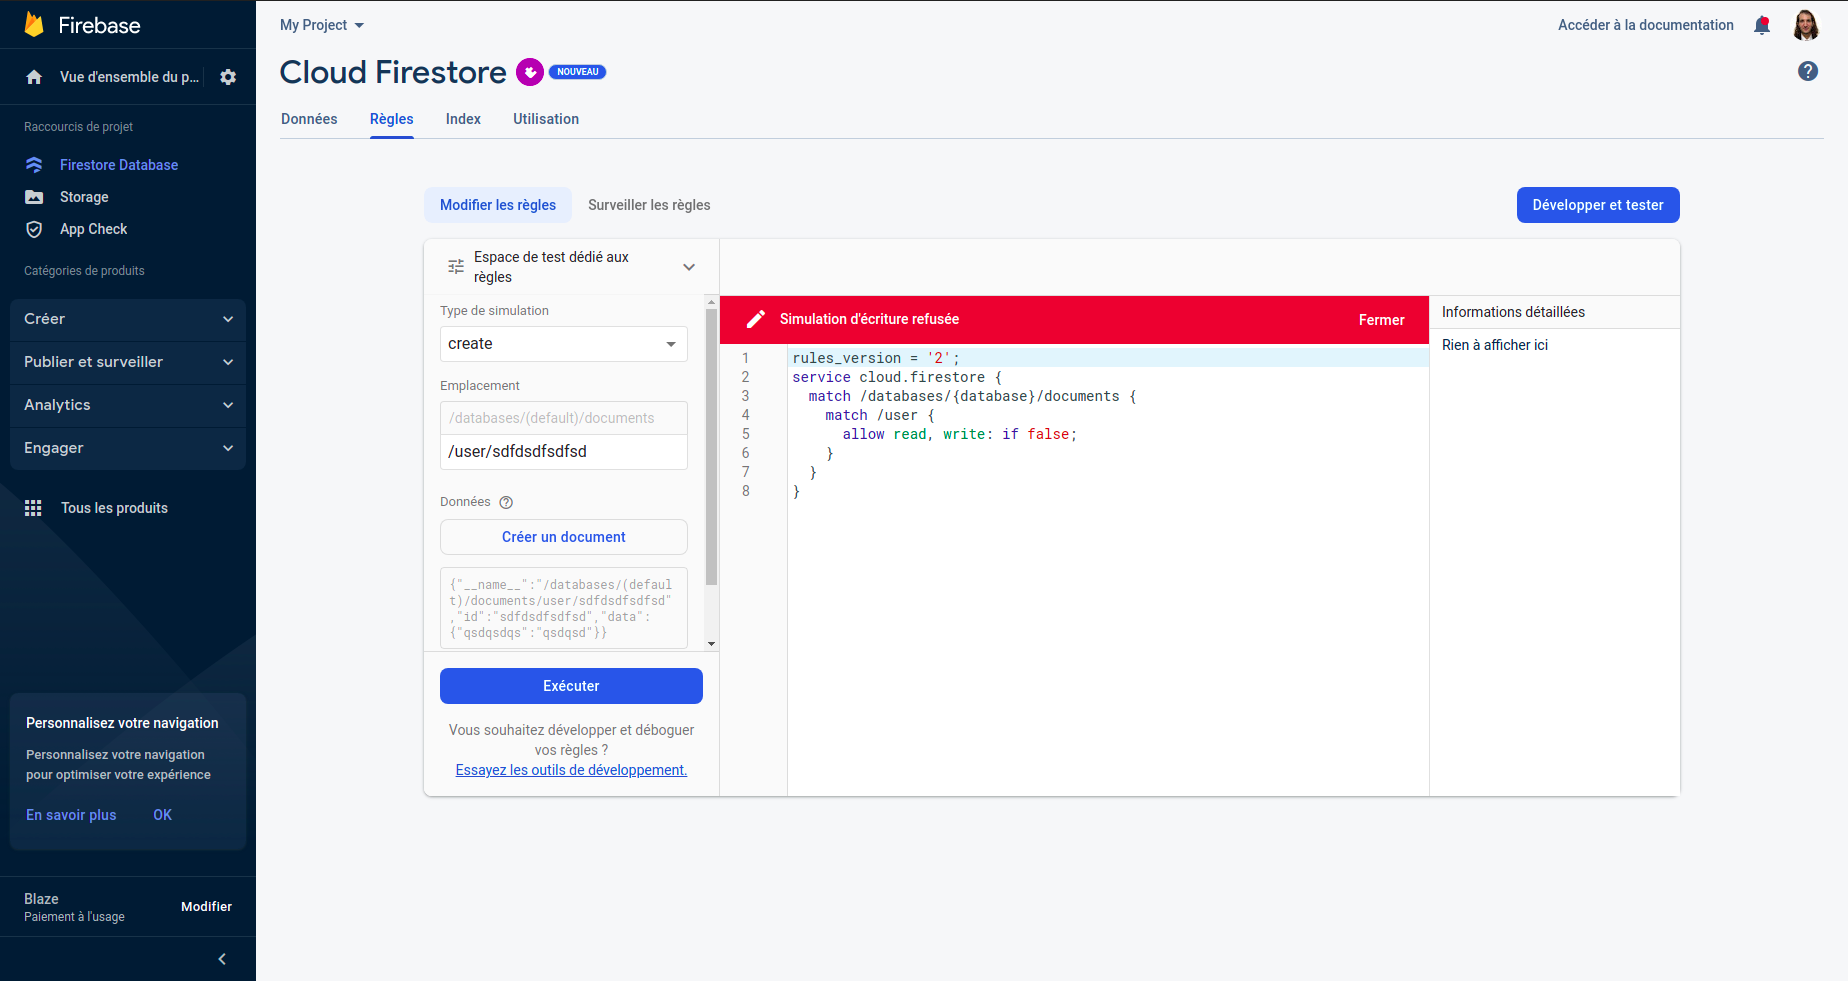 Firebase
Vue d'ensemble du p...
Raccourcis de projet
Firestore Database
Storage
App Check
Catégories de produits
Créer
Publier et surveiller
Analytics
Engager
Tous les produits
Personnalisez votre navigation
Personnalisez votre navigation
pour optimiser votre expérience
En savoir plus OK
Blaze
Paiement à l'usage
Modifier
My Project
Accéder à la documentation
Cloud Firestore NOUVEAU
Données Règles Index Utilisation
Modifier les règles Surveiller les règles
Développer et tester
Espace de test dédié aux
règles
Type de simulation
create
Emplacement
/databases/(default)/documents
/user/sdfdsdfsdfsd
Données
Créer un document
{"__name__":"/databases/(defaul
t)/documents/user/sdfdsdfsdfsd"
,"id":"sdfdsdfsdfsd","data":
{"qsdqsdqs":"qsdqsd"}}
Exécuter
Vous souhaitez développer et déboguer
vos règles ?
Essayez les outils de développement.
Simulation d'écriture refusée Fermer
1 rules_version = '2';
2 service cloud.firestore {
3 match /databases/{database}/documents {
4 match /user {
5 allow read, write: if false;
6 }
7 }
8 }
Informations détaillées
Rien à afficher ici